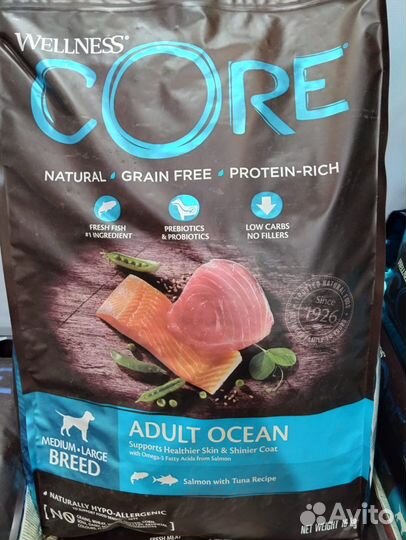 WELLNESS®
CORE®
NATURAL · GRAIN FREE · PROTEIN-RICH
FRESH FISH
#1 INGREDIENT
PREBIOTICS
& PROBIOTICS
LOW CARBS
NO FILLERS
Since
1926
MEDIUM-LARGE
BREED
ADULT OCEAN
Supports Healthier Skin & Shinier Coat
with Omega-3 Fatty Acids from Salmon
Salmon with Tuna Recipe
NATURALLY HYPO-ALLERGENIC
NO
FRESH MEAT
NET WEIGHT
Avito